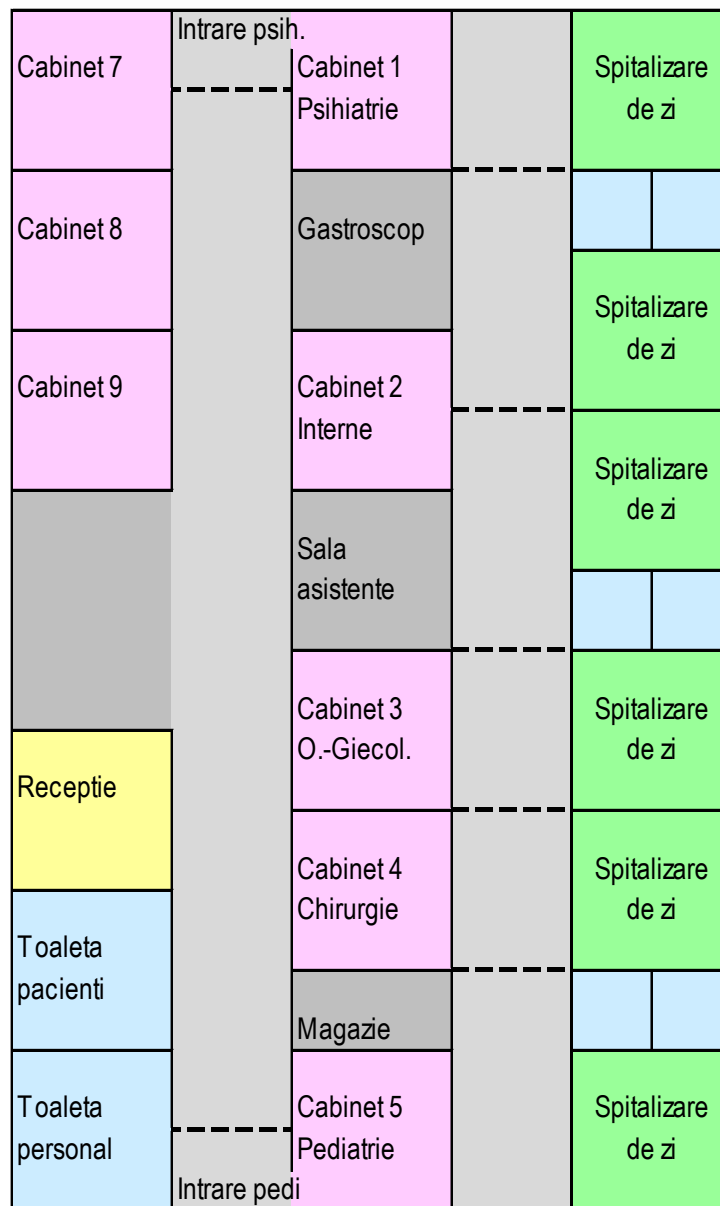 Intrare psih.
Cabinet 7
Cabinet 1
Psihiatrie
Spitalizare
de zi
Cabinet 8
Gastroscop
Spitalizare
de zi
Cabinet 9
Cabinet 2
Interne
Spitalizare
de zi
Sala
asistente
Cabinet 3
O.-Giecol.
Spitalizare
de zi
Receptie
Cabinet 4
Chirurgie
Spitalizare
de zi
Toaleta
pacienti
Magazie
Toaleta
personal
Cabinet 5
Pediatrie
Spitalizare
de zi
Intrare pedi